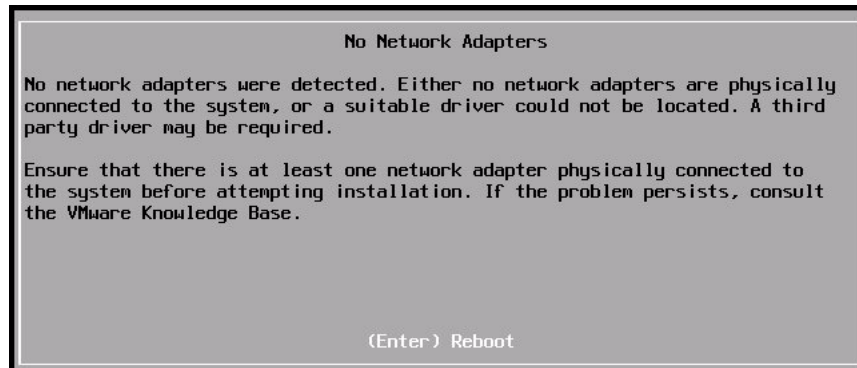 No Network Adapters
No network adapters were detected. Either no network adapters are physically
connected to the system, or a suitable driver could not be located. A third
party driver may be required.
Ensure that there is at least one network adapter physically connected to
the system before attempting installation. If the problem persists, consult
the VMware Knowledge Base.
(Enter) Reboot